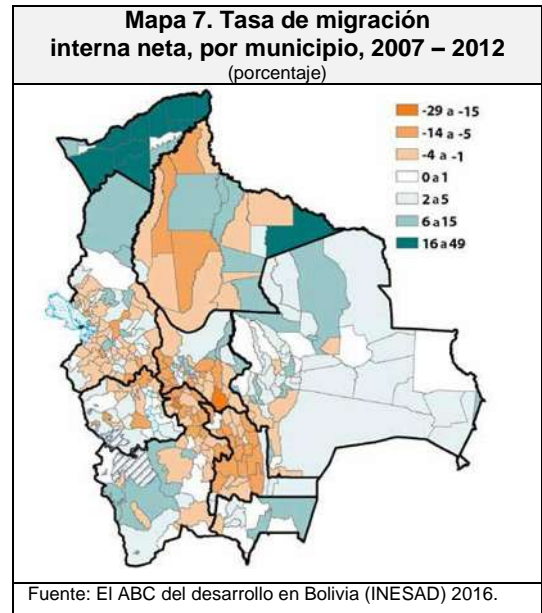 Mapa 7. Tasa de migración
interna neta, por municipio, 2007 – 2012
(porcentaje)
-29 a -15
-14 a -5
-4 a -1
0 a 1
2 a 5
6 a 15
16 a 49
Fuente: El ABC del desarrollo en Bolivia (INESAD) 2016.